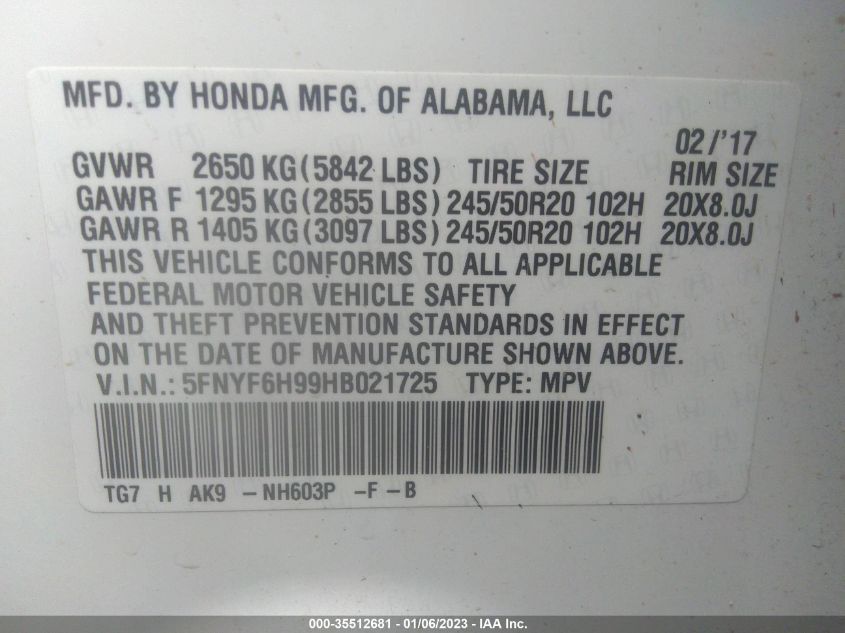 MFD. BY HONDA MFG. OF ALABAMA, LLC
02/'17
GVWR 2650 KG(5842 LBS) TIRE SIZE RIM SIZE
GAWR F 1295 KG(2855 LBS)245/50R20 102H 20X8.0J
GAWR R 1405 KG(3097 LBS)245/50R20 102H 20X8.0J
THIS VEHICLE CONFORMS TO ALL APPLICABLE
FEDERAL MOTOR VEHICLE SAFETY
AND THEFT PREVENTION STANDARDS IN EFFECT
ON THE DATE OF MANUFACTURE SHOWN ABOVE.
V.I.N.: 5FNYF6H99HB021725 TYPE: MPV
TG7 H AK9 -NH603P -F-B
000-35512681 - 01/06/2023 - IAA Inc.